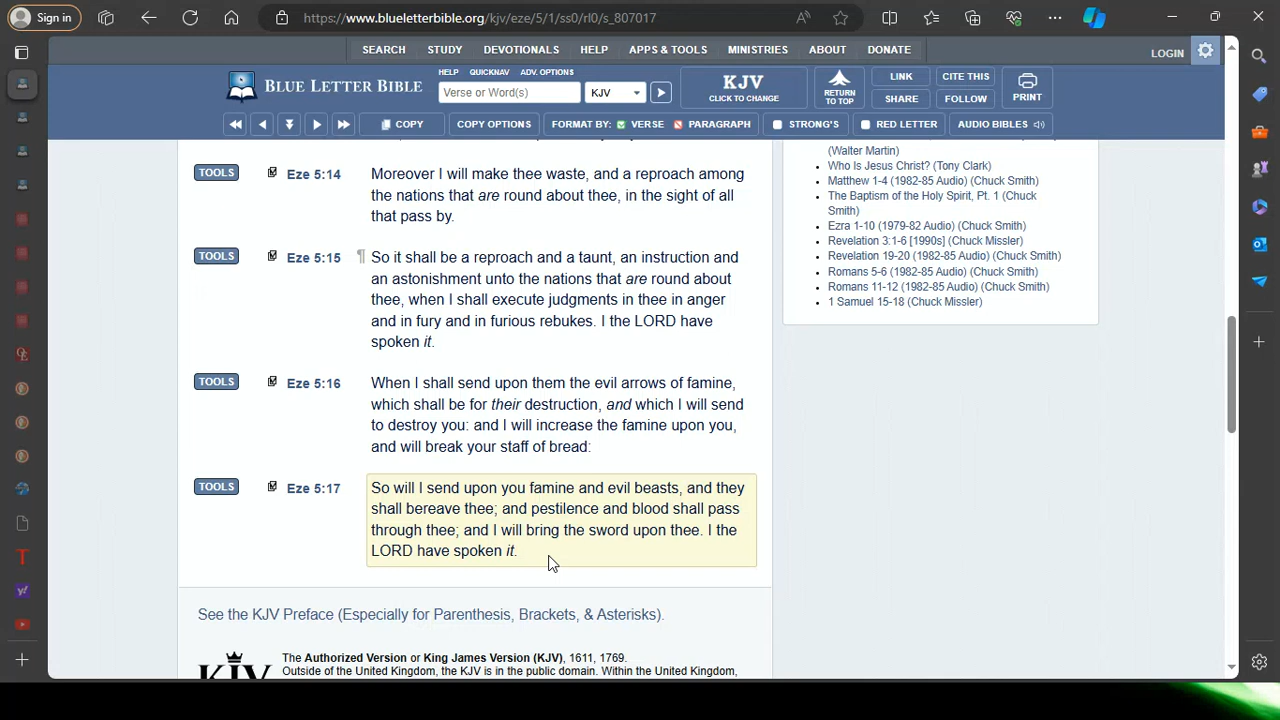 Sign in
https://www.blueletterbible.org/kjv/eze/5/1/ss0/rl0/s_807017
SEARCH STUDY DEVOTIONALS HELP APPS & TOOLS MINISTRIES ABOUT DONATE
LOGIN
BLUE LETTER BIBLE
HELP QUICKNAV ADV. OPTIONS
Verse or Word(s) KJV
KJV
CLICK TO CHANGE
RETURN
TO TOP
LINK CITE THIS
SHARE FOLLOW
PRINT
COPY COPY OPTIONS FORMAT BY: VERSE PARAGRAPH STRONG'S RED LETTER AUDIO BIBLES
TOOLS Eze 5:14 Moreover I will make thee waste, and a reproach among
the nations that are round about thee, in the sight of all
that pass by.
TOOLS Eze 5:15 ¶ So it shall be a reproach and a taunt, an instruction and
an astonishment unto the nations that are round about
thee, when I shall execute judgments in thee in anger
and in fury and in furious rebukes. I the LORD have
spoken it.
TOOLS Eze 5:16 When I shall send upon them the evil arrows of famine,
which shall be for their destruction, and which I will send
to destroy you: and I will increase the famine upon you,
and will break your staff of bread:
TOOLS Eze 5:17 So will I send upon you famine and evil beasts, and they
shall bereave thee; and pestilence and blood shall pass
through thee; and I will bring the sword upon thee. I the
LORD have spoken it.
See the KJV Preface (Especially for Parenthesis, Brackets, & Asterisks).
KJV
The Authorized Version or King James Version (KJV), 1611, 1769.
Outside of the United Kingdom, the KJV is in the public domain. Within the United Kingdom,
(Walter Martin)
Who Is Jesus Christ? (Tony Clark)
Matthew 1-4 (1982-85 Audio) (Chuck Smith)
The Baptism of the Holy Spirit, Pt. 1 (Chuck
Smith)
Ezra 1-10 (1979-82 Audio) (Chuck Smith)
Revelation 3:1-6 [1990s] (Chuck Missler)
Revelation 19-20 (1982-85 Audio) (Chuck Smith)
Romans 5-6 (1982-85 Audio) (Chuck Smith)
Romans 11-12 (1982-85 Audio) (Chuck Smith)
1 Samuel 15-18 (Chuck Missler)